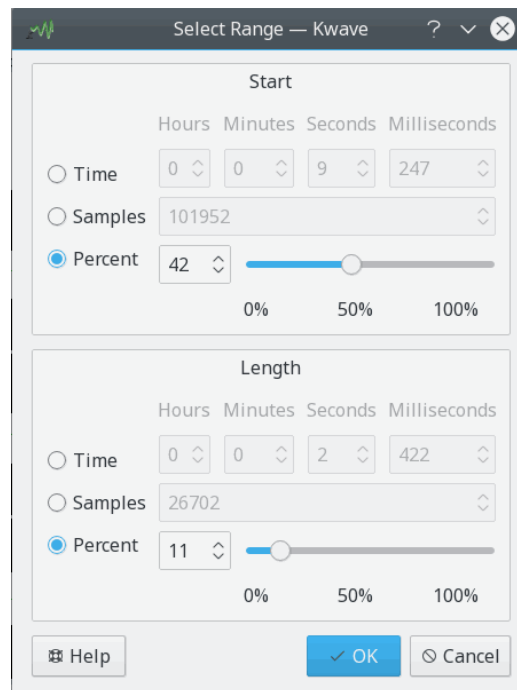 Select Range — Kwave
Start
Hours Minutes Seconds Milliseconds
Time 0 0 9 247
Samples 101952
Percent 42
0% 50% 100%
Length
Hours Minutes Seconds Milliseconds
Time 0 0 2 422
Samples 26702
Percent 11
0% 50% 100%
Help OK Cancel